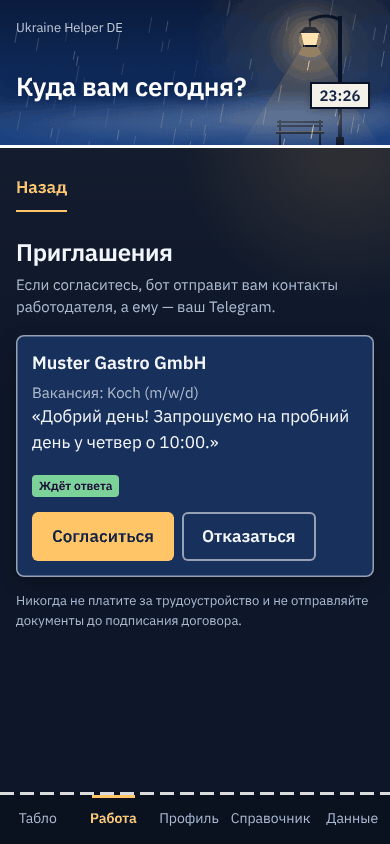 Ukraine Helper DE
Куда вам сегодня?
23:26
Назад
Приглашения
Если согласитесь, бот отправит вам контакты
работодателя, а ему — ваш Telegram.
Muster Gastro GmbH
Вакансия: Koch (m/w/d)
«Добрий день! Запрошуємо на пробний
день у четвер о 10:00.»
Ждёт ответа
Согласиться
Отказаться
Никогда не платите за трудоустройство и не отправляйте
документы до подписания договора.
Табло
Работа
Профиль
Справочник
Данные